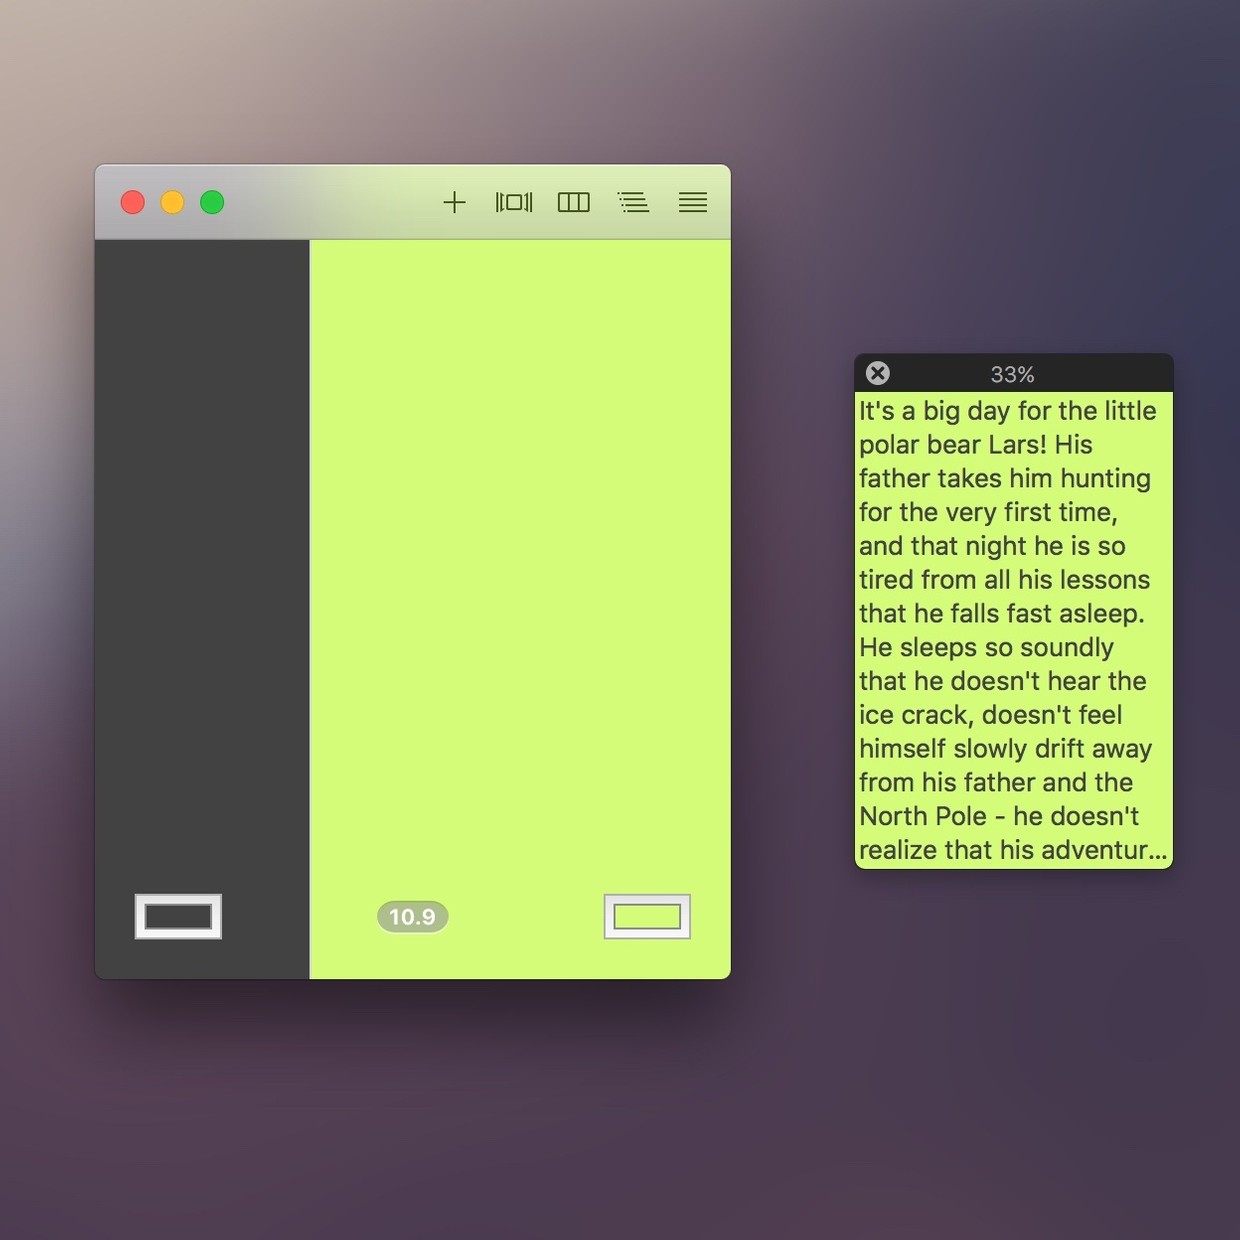 10.9
33%
It's a big day for the little
polar bear Lars! His
father takes him hunting
for the very first time,
and that night he is so
tired from all his lessons
that he falls fast asleep.
He sleeps so soundly
that he doesn't hear the
ice crack, doesn't feel
himself slowly drift away
from his father and the
North Pole - he doesn't
realize that his adventur...